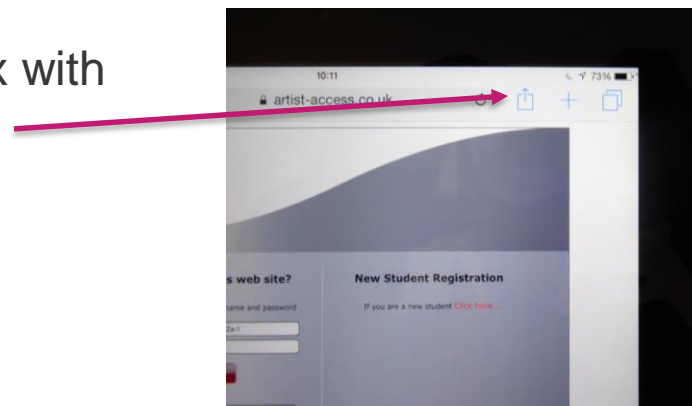 x with
10:11
73%
artist-access.co.uk
s web site?
New Student Registration
name and password
If you are a new student Click here ...
2a-l